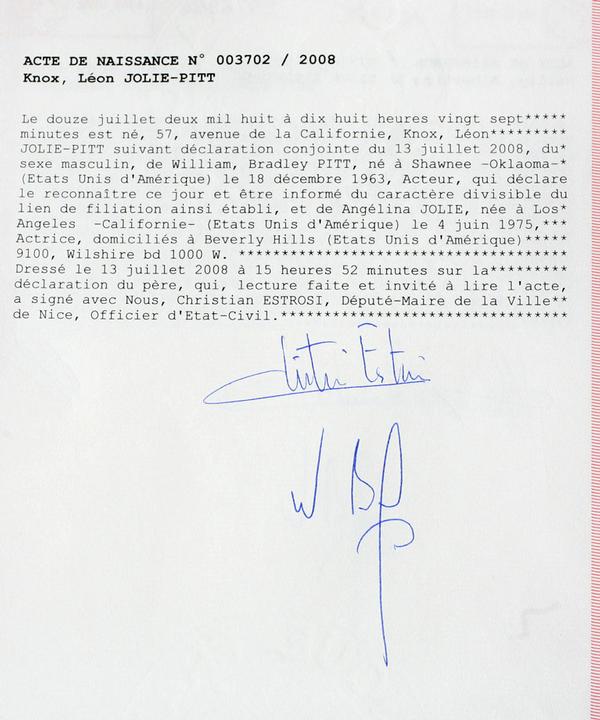 ACTE DE NAISSANCE N° 003702 / 2008
Knox, Léon JOLIE-PITT
Le douze juillet deux mil huit à dix huit heures vingt sept*****
minutes est né, 57, avenue de la Californie, Knox, Léon*********
JOLIE-PITT suivant déclaration conjointe du 13 juillet 2008, du*
sexe masculin, de William, Bradley PITT, né à Shawnee -Oklaoma-*
(Etats Unis d'Amérique) le 18 décembre 1963, Acteur, qui déclare
le reconnaître ce jour et être informé du caractère divisible du
lien de filiation ainsi établi, et de Angélina JOLIE, née à Los*
Angeles -Californie- (Etats Unis d'Amérique) le 4 juin 1975,***
Actrice, domiciliés à Beverly Hills (Etats Unis d'Amérique)*****
9100, Wilshire bd 1000 W. **************************************
Dressé le 13 juillet 2008 à 15 heures 52 minutes sur la*********
déclaration du père, qui, lecture faite et invité à lire l'acte,
a signé avec Nous, Christian ESTROSI, Député-Maire de la Ville**
de Nice, Officier d'Etat-Civil.*********************************